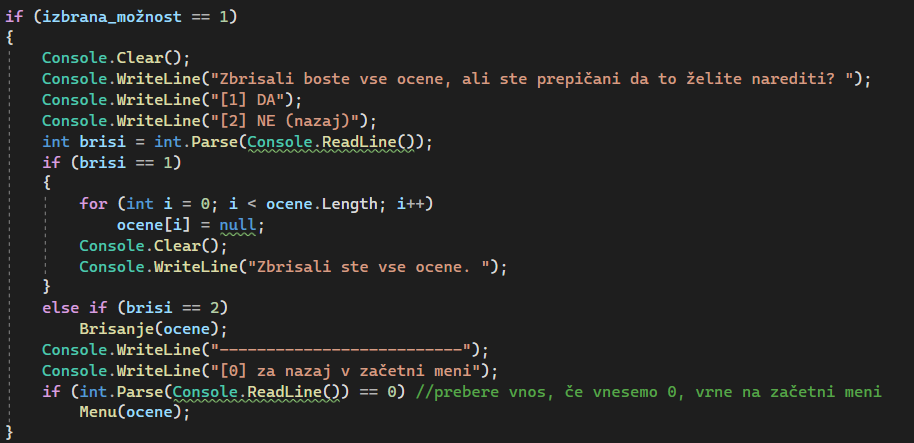 if (izbrana_možnost == 1)
{
Console.Clear();
Console.WriteLine("Zbrisali boste vse ocene, ali ste prepičani da to želite narediti? ");
Console.WriteLine("[1] DA");
Console.WriteLine("[2] NE (nazaj)");
int brisi = int.Parse(Console.ReadLine());
if (brisi == 1)
{
for (int i = 0; i < ocene.Length; i++)
ocene[i] = null;
Console.Clear();
Console.WriteLine("Zbrisali ste vse ocene. ");
}
else if (brisi == 2)
Brisanje(ocene);
Console.WriteLine("--------------------------");
Console.WriteLine("[0] za nazaj v začetni meni");
if (int.Parse(Console.ReadLine()) == 0) //prebere vnos, če vnesemo 0, vrne na začetni meni
Menu(ocene);
}